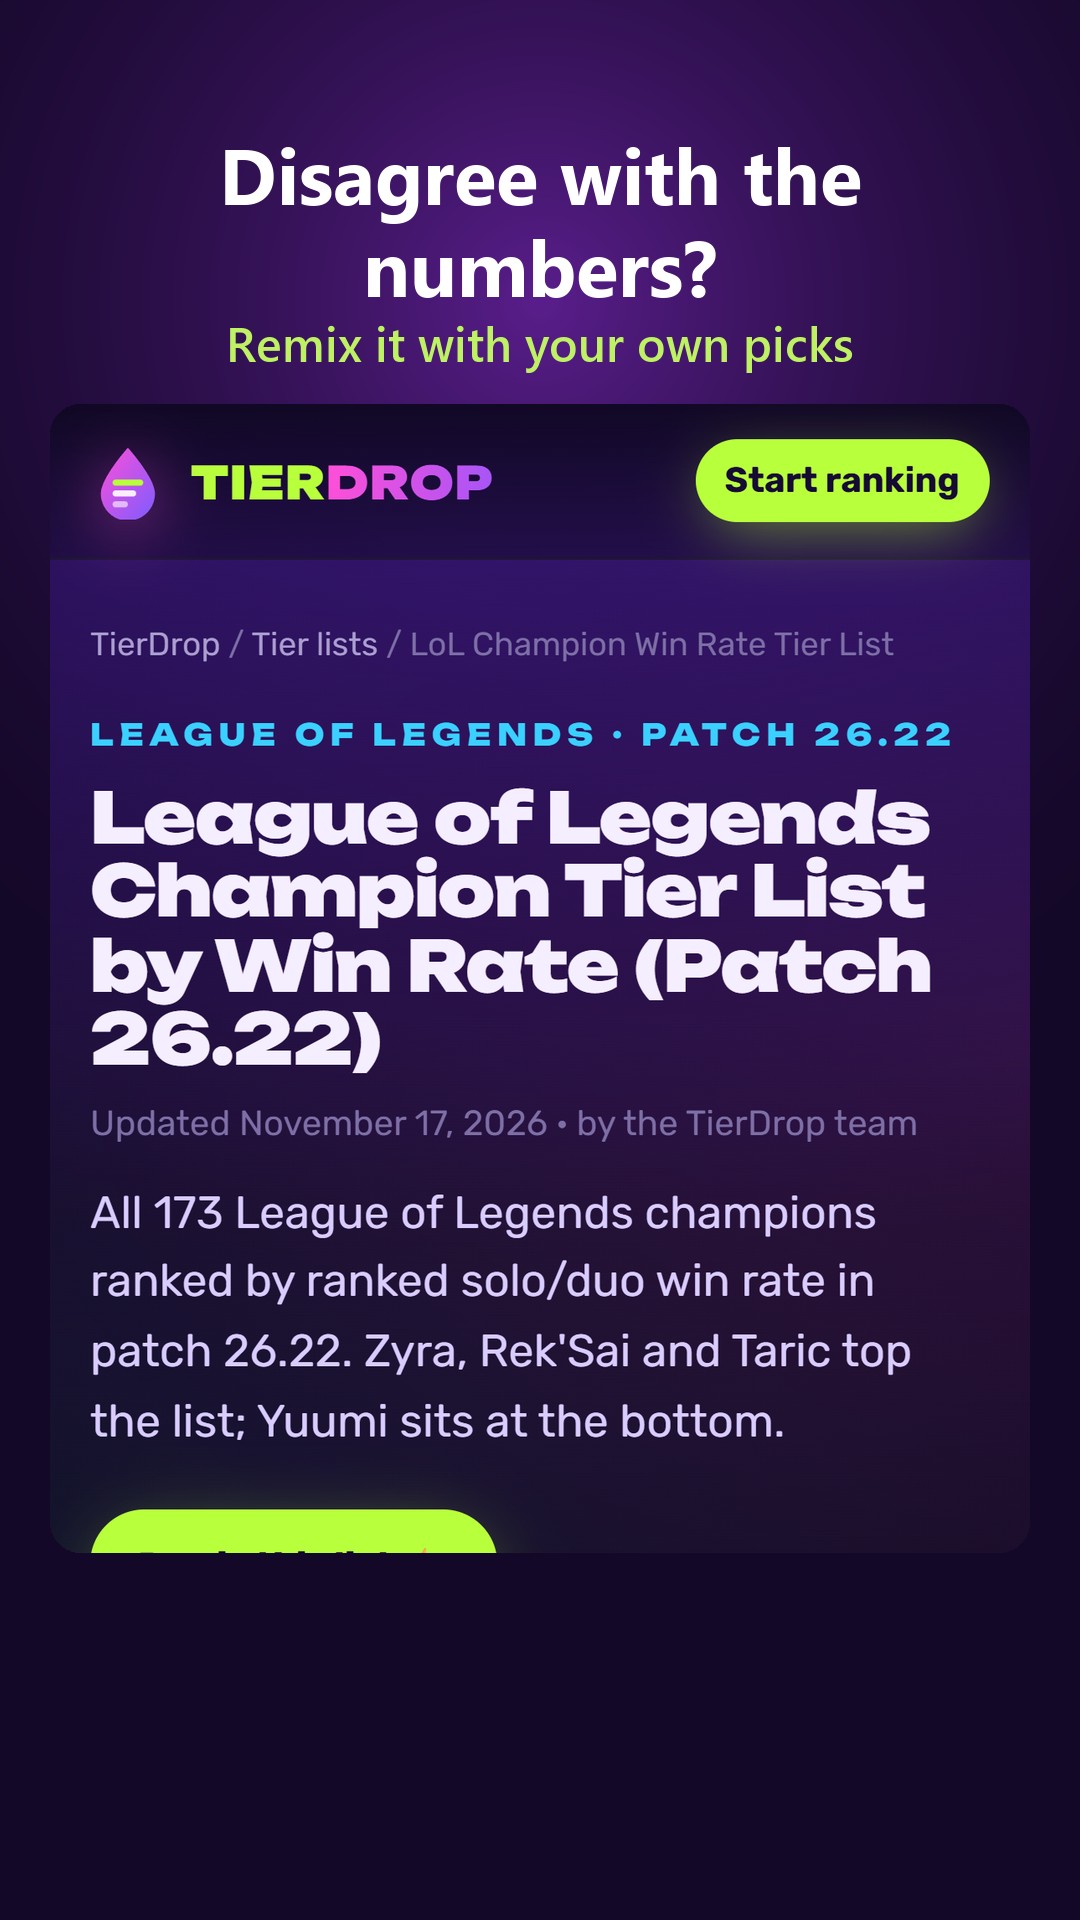 Disagree with the
numbers?
Remix it with your own picks
TIERDROP
Start ranking
TierDrop / Tier lists / LoL Champion Win Rate Tier List
LEAGUE OF LEGENDS · PATCH 26.22
League of Legends
Champion Tier List
by Win Rate (Patch
26.22)
Updated November 17, 2026 • by the TierDrop team
All 173 League of Legends champions
ranked by ranked solo/duo win rate in
patch 26.22. Zyra, Rek'Sai and Taric top
the list; Yuumi sits at the bottom.